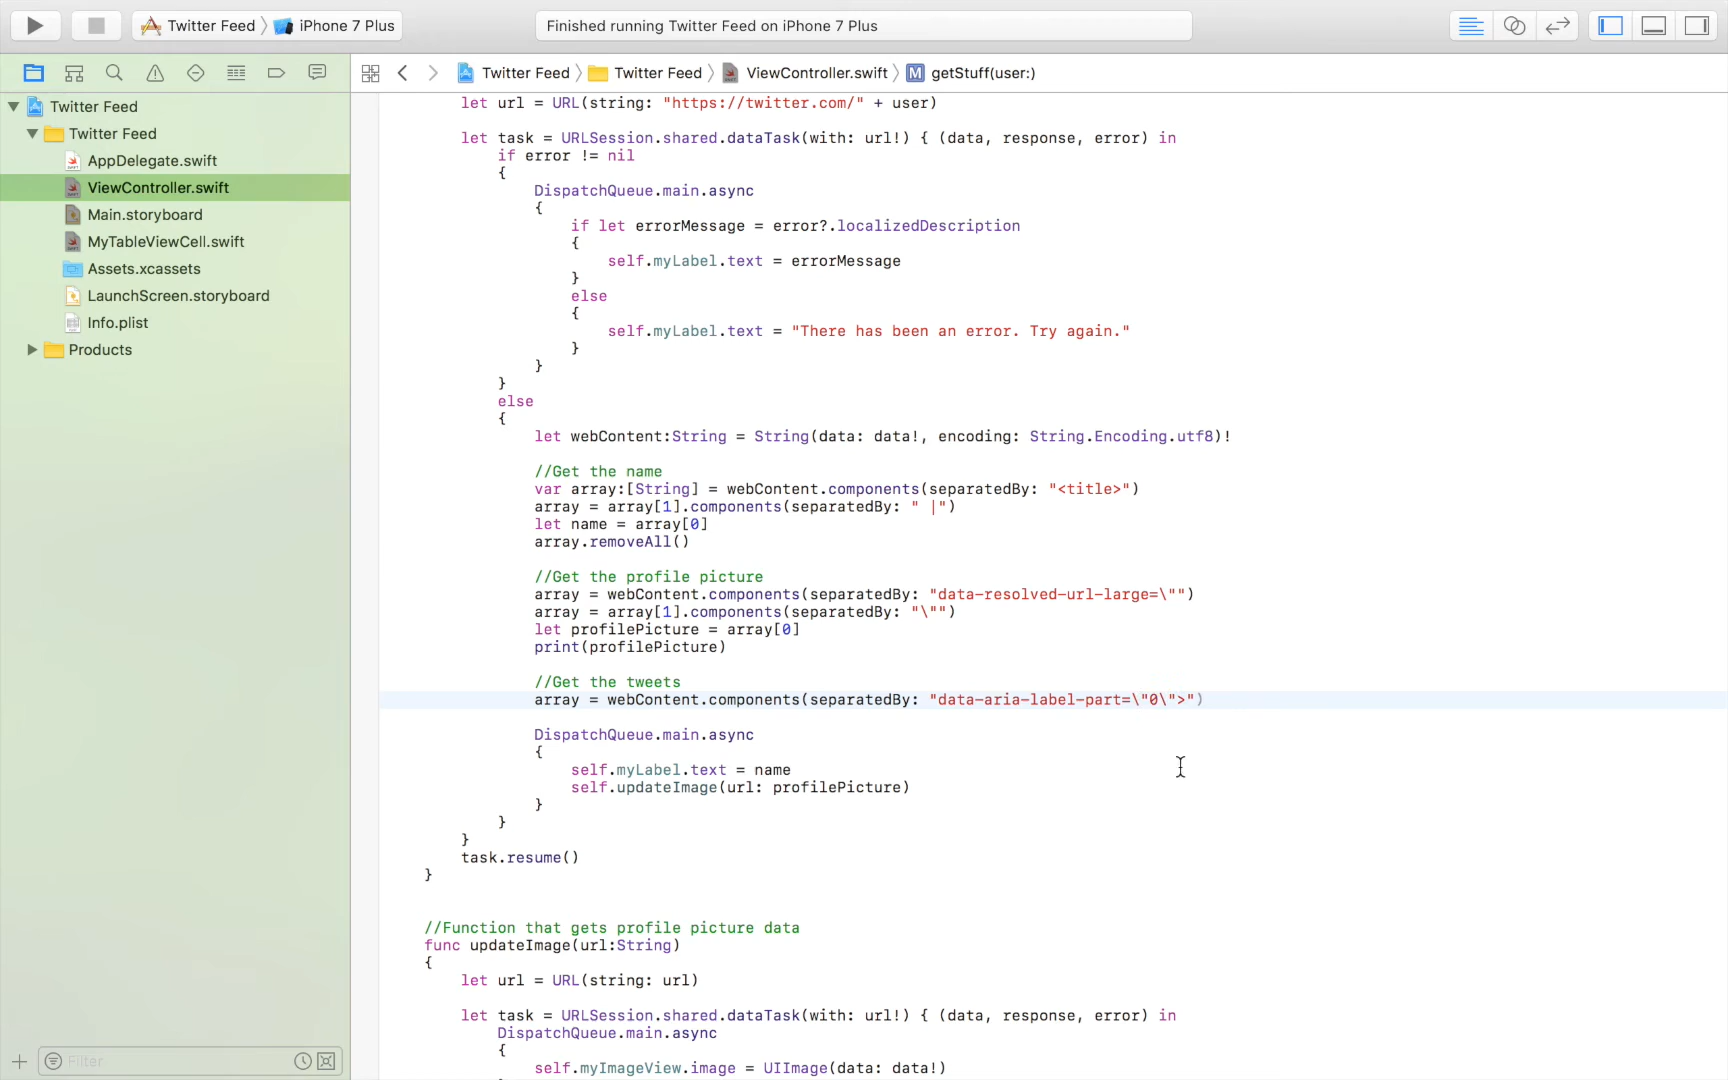 Twitter Feed iPhone 7 Plus
Finished running Twitter Feed on iPhone 7 Plus
Twitter Feed Twitter Feed ViewController.swift M getStuff(user:)
Twitter Feed
Twitter Feed
AppDelegate.swift
ViewController.swift
Main.storyboard
MyTableViewCell.swift
Assets.xcassets
LaunchScreen.storyboard
Info.plist
Products
Filter
let url = URL(string: "https://twitter.com/" + user)
let task = URLSession.shared.dataTask(with: url!) { (data, response, error) in
if error != nil
{
DispatchQueue.main.async
{
if let errorMessage = error?.localizedDescription
{
self.myLabel.text = errorMessage
}
else
{
self.myLabel.text = "There has been an error. Try again."
}
}
}
else
{
let webContent:String = String(data: data!, encoding: String.Encoding.utf8)!
//Get the name
var array:[String] = webContent.components(separatedBy: "<title>")
array = array[1].components(separatedBy: " |")
let name = array[0]
array.removeAll()
//Get the profile picture
array = webContent.components(separatedBy: "data-resolved-url-large=\"")
array = array[1].components(separatedBy: "\"")
let profilePicture = array[0]
print(profilePicture)
//Get the tweets
array = webContent.components(separatedBy: "data-aria-label-part=\"0\">")
DispatchQueue.main.async
{
self.myLabel.text = name
self.updateImage(url: profilePicture)
}
}
}
task.resume()
}
//Function that gets profile picture data
func updateImage(url:String)
{
let url = URL(string: url)
let task = URLSession.shared.dataTask(with: url!) { (data, response, error) in
DispatchQueue.main.async
{
self.myImageView.image = UIImage(data: data!)